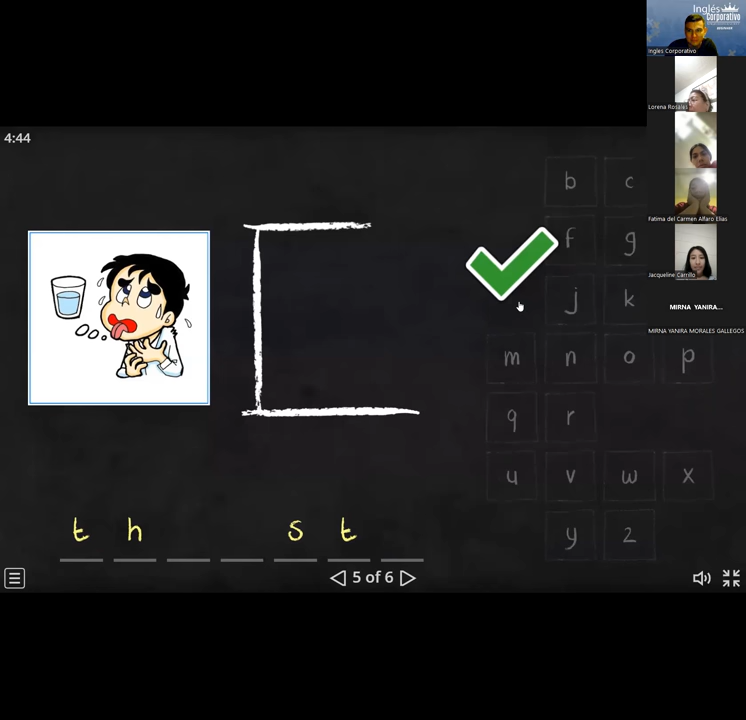 Inglés
Corporativo
Ingles Corporativo
Lorena Rosales
4:44
b c
f g
j k
Fatima del Carmen Alfaro Elias
Jacqueline Carrillo
MIRNA YANIRA...
MIRNA YANIRA MORALES GALLEGOS
m n o p
q r
u v w x
y z
t h s t
5 of 6